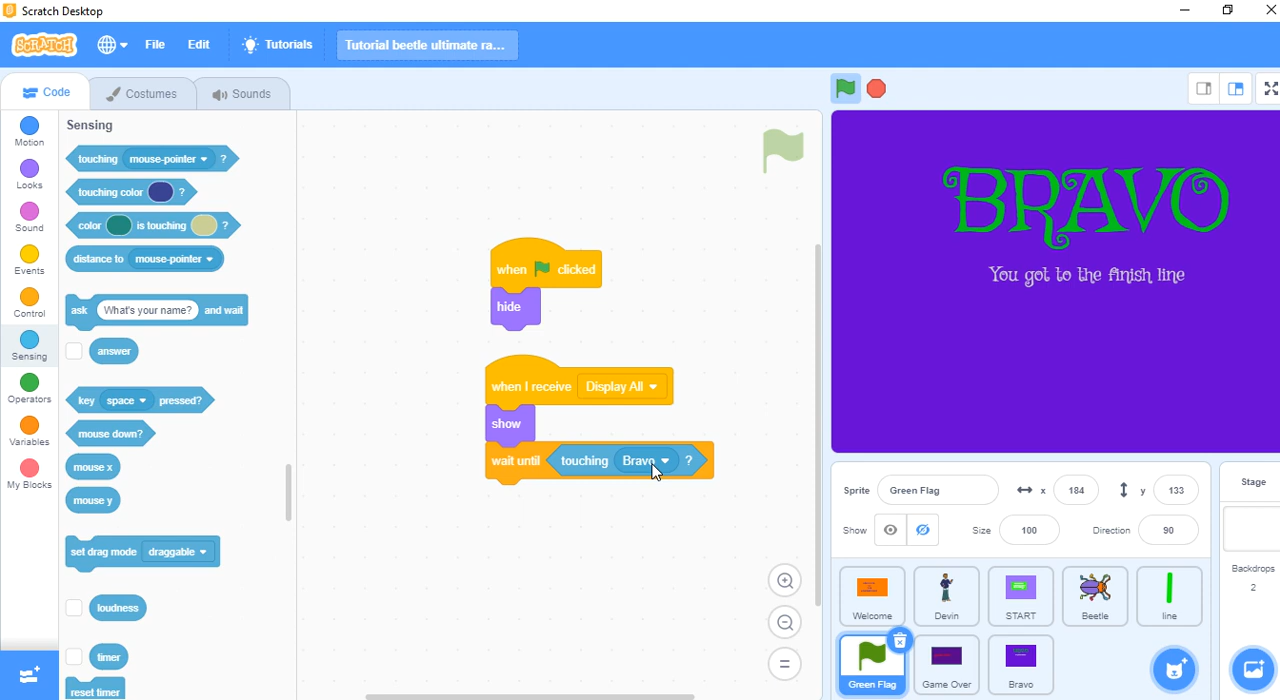 Scratch Desktop
SCRATCH File Edit Tutorials Tutorial beetle ultimate ra...
Code Costumes Sounds
Motion
Looks
Sound
Events
Control
Sensing
Operators
Variables
My Blocks
Sensing
touching mouse-pointer ?
touching color ?
color is touching ?
distance to mouse-pointer
ask What's your name? and wait
answer
key space pressed?
mouse down?
mouse x
mouse y
set drag mode draggable
loudness
timer
reset timer
when clicked
hide
when I receive Display All
show
wait until touching Bravo ?
BRAVO
You got to the finish line
Sprite Green Flag x 184 y 133
Show Size 100 Direction 90
Welcome Devin START Beetle line
Green Flag Game Over Bravo
Stage
Backdrops
2